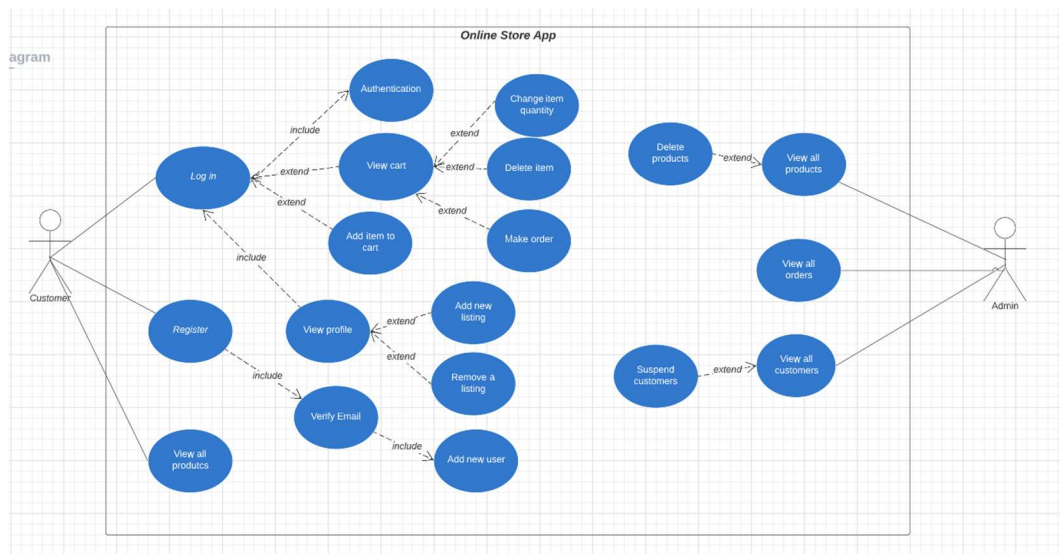 Online Store App
agram
Authentication
Change item
quantity
include
extend
Delete
products
extend
View all
products
View cart
extend
Delete item
Log in
extend
extend
extend
Make order
Add item to
cart
include
View all
orders
Customer
Admin
Add new
listing
extend
Register
View profile
extend
View all
customers
extend
Suspend
customers
include
Remove a
listing
Verify Email
include
Add new user
View all
produtcs